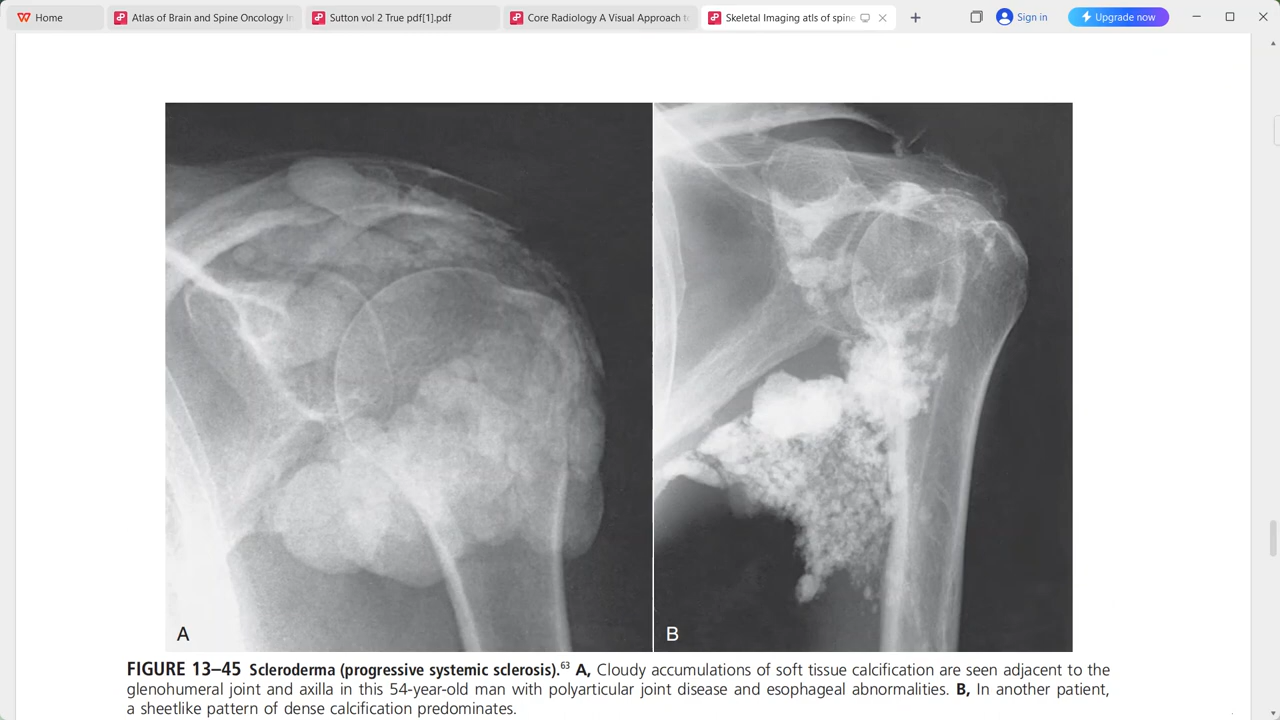 Home
Atlas of Brain and Spine Oncology I
Sutton vol 2 True pdf[1].pdf
Core Radiology A Visual Approach t
Skeletal Imaging atls of spine
Sign in
Upgrade now
A
B
FIGURE 13–45 Scleroderma (progressive systemic sclerosis).63 A, Cloudy accumulations of soft tissue calcification are seen adjacent to the
glenohumeral joint and axilla in this 54-year-old man with polyarticular joint disease and esophageal abnormalities. B, In another patient,
a sheetlike pattern of dense calcification predominates.